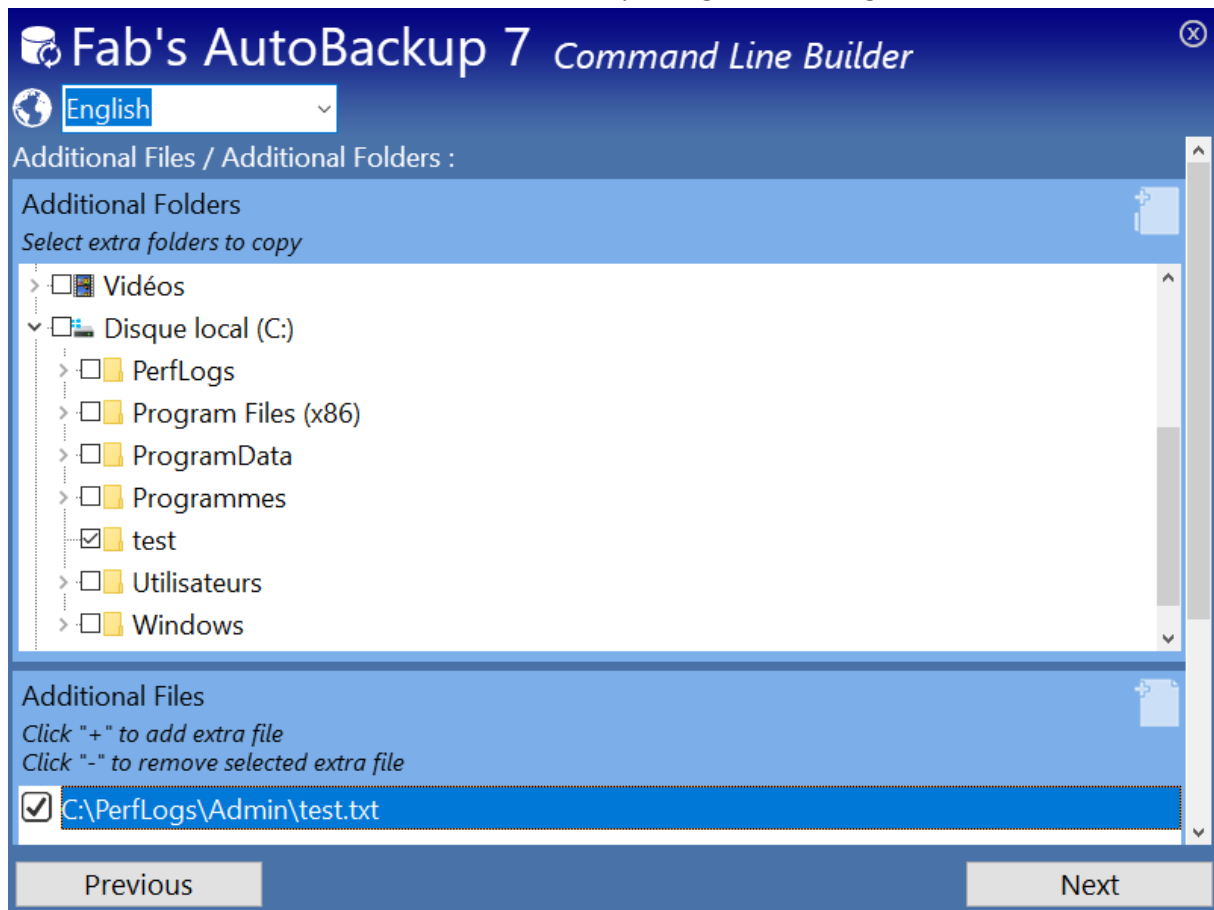 Fab's AutoBackup 7 Command Line Builder
English
Additional Files / Additional Folders :
Additional Folders
Select extra folders to copy
Vidéos
Disque local (C:)
PerfLogs
Program Files (x86)
ProgramData
Programmes
test
Utilisateurs
Windows
Additional Files
Click "+" to add extra file
Click "-" to remove selected extra file
C:\PerfLogs\Admin\test.txt
Previous
Next